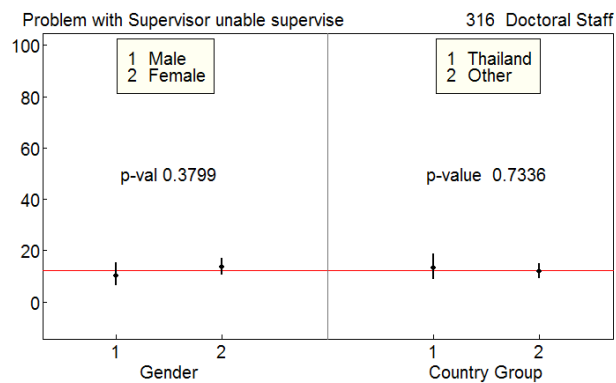 Problem with Supervisor unable supervise 316 Doctoral Staff
100
80
60
40
20
0
1 Male
2 Female
p-val 0.3799
1 Thailand
2 Other
p-value 0.7336
1 2 1 2
Gender Country Group